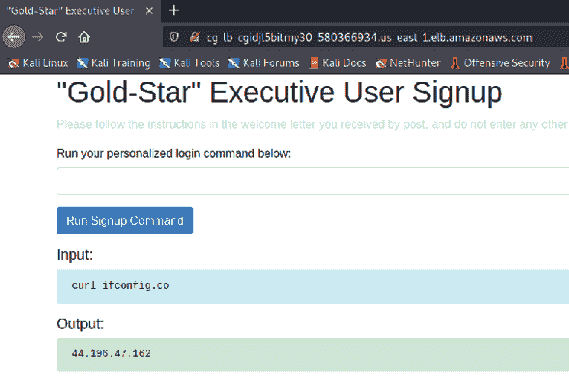 "Gold-Star" Executive User
cg-lb-cgidjl5bitmy30-580366934.us-east-1.elb.amazonaws.com
Kali Linux Kali Training Kali Tools Kali Forums Kali Docs NetHunter Offensive Security
"Gold-Star" Executive User Signup
Please follow the instructions in the welcome letter you received by post, and do not enter any other
Run your personalized login command below:
Run Signup Command
Input:
curl ifconfig.co
Output:
44.196.47.162